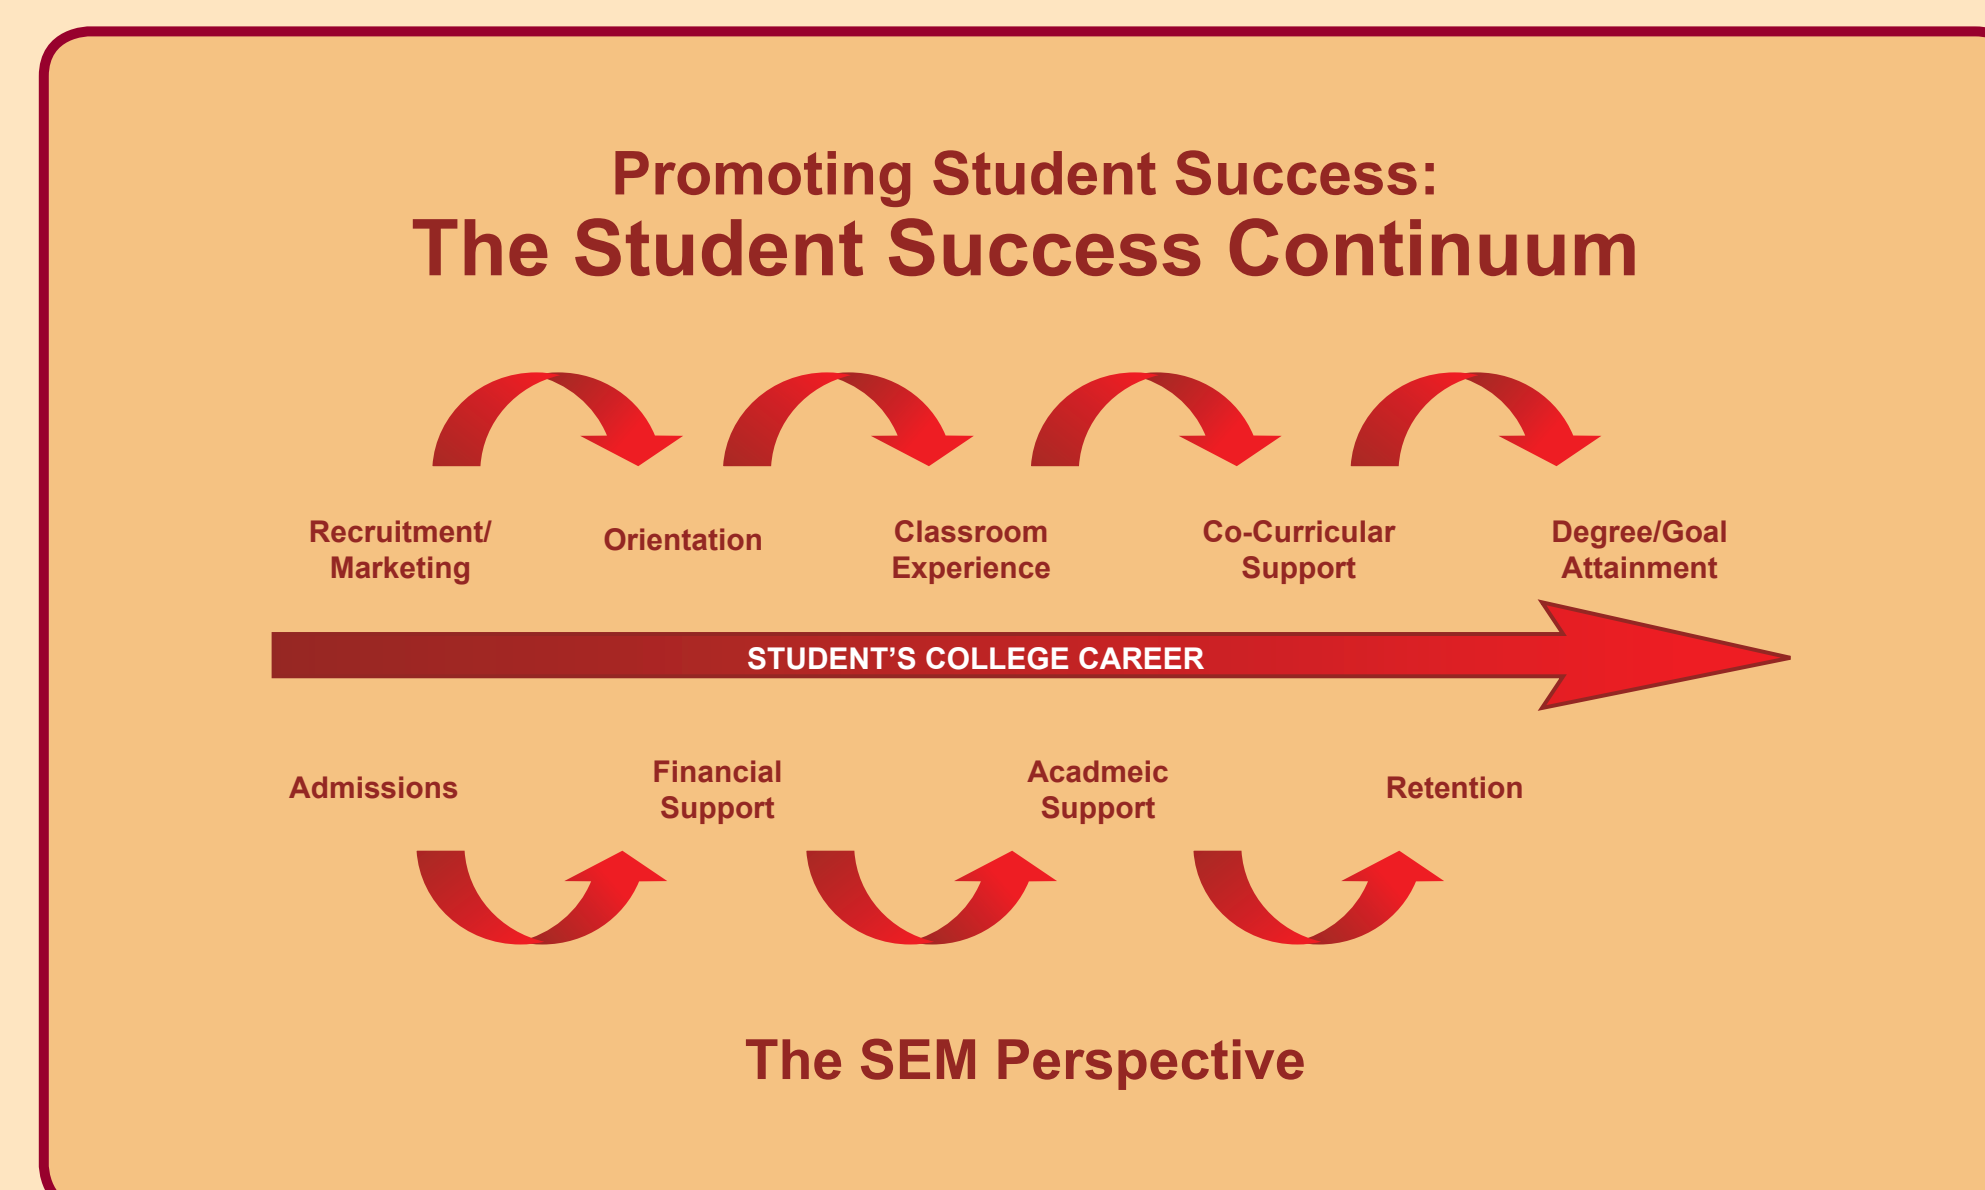 Promoting Student Success:
The Student Success Continuum
Recruitment/
Marketing
Orientation
Classroom
Experience
Co-Curricular
Support
Degree/Goal
Attainment
STUDENT’S COLLEGE CAREER
Admissions
Financial
Support
Acadmeic
Support
Retention
The SEM Perspective